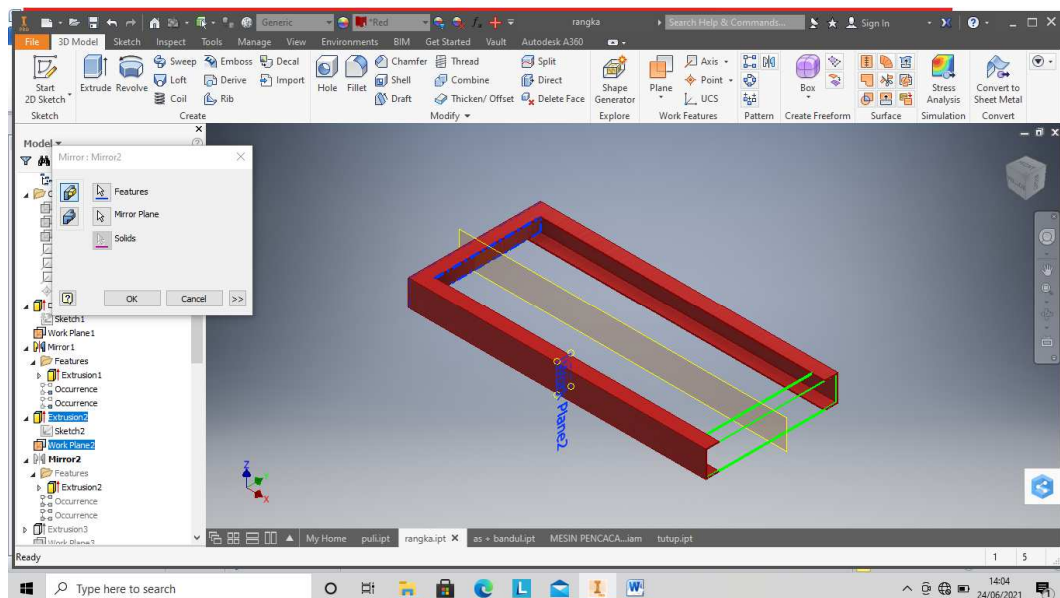 Generic
*Red
rangka
Search Help & Commands...
Sign In
File 3D Model Sketch Inspect Tools Manage View Environments BIM Get Started Vault Autodesk A360
Start
2D Sketch
Extrude
Revolve
Sweep
Emboss
Decal
Loft
Derive
Import
Coil
Rib
Hole
Fillet
Chamfer
Thread
Split
Shell
Combine
Direct
Draft
Thicken/ Offset
Delete Face
Shape
Generator
Plane
Axis
Point
UCS
Box
Stress
Analysis
Convert to
Sheet Metal
Sketch Create Modify Explore Work Features Pattern Create Freeform Surface Simulation Convert
Model
Mirror : Mirror2
Features
Mirror Plane
Solids
OK Cancel >>
Sketch1
Work Plane1
Mirror1
Features
Extrusion1
Occurrence
Occurrence
Extrusion2
Sketch2
Work Plane2
Mirror2
Features
Extrusion2
Occurrence
Occurrence
Extrusion3
Work Plane3
Plane2
Z
Y
X
My Home puli.ipt rangka.ipt as + bandul.ipt MESIN PENCACA...iam tutup.ipt
Ready 1 5
Type here to search
14:04
24/06/2021